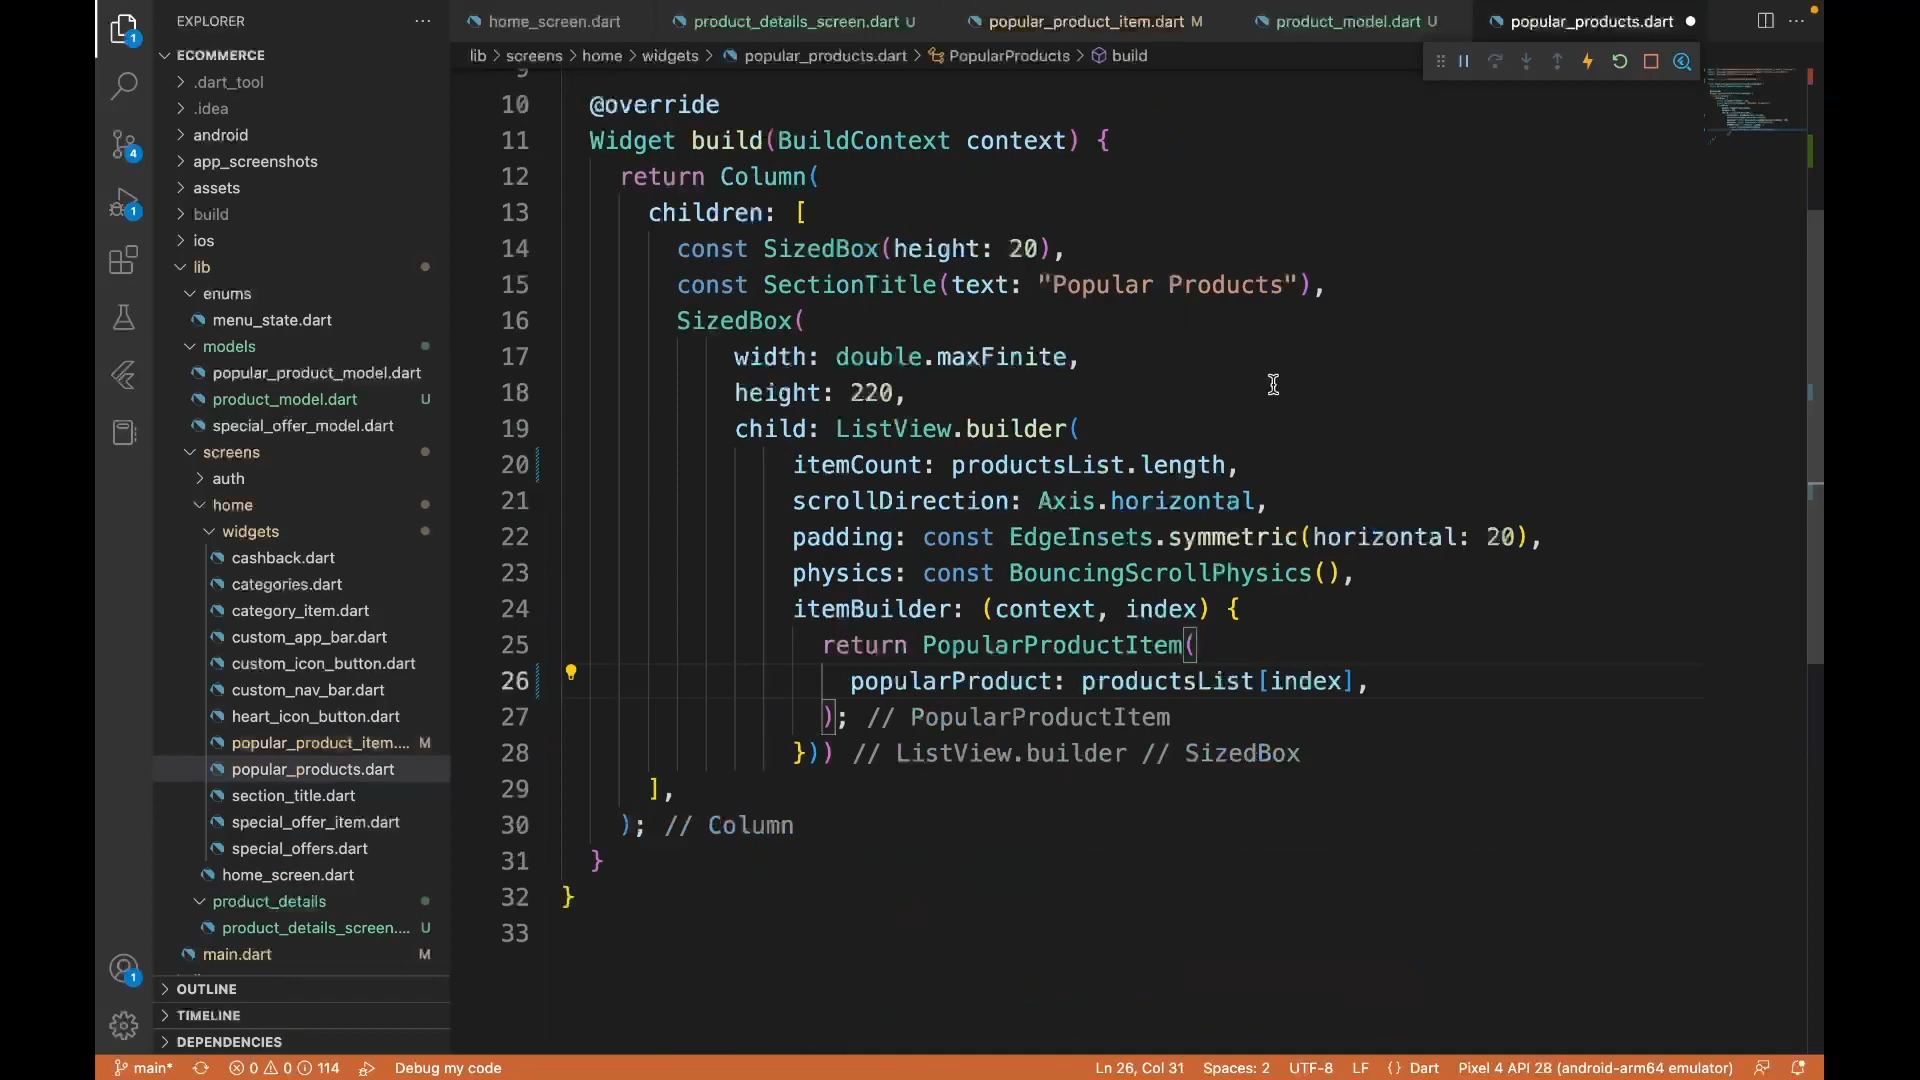 EXPLORER
ECOMMERCE
.dart_tool
.idea
android
app_screenshots
assets
build
ios
lib
enums
menu_state.dart
models
popular_product_model.dart
product_model.dart U
special_offer_model.dart
screens
auth
home
widgets
cashback.dart
categories.dart
category_item.dart
custom_app_bar.dart
custom_icon_button.dart
custom_nav_bar.dart
heart_icon_button.dart
popular_product_item.... M
popular_products.dart
section_title.dart
special_offer_item.dart
special_offers.dart
home_screen.dart
product_details
product_details_screen.... U
main.dart M
OUTLINE
TIMELINE
DEPENDENCIES
1
4
1
1
home_screen.dart product_details_screen.dart U popular_product_item.dart M product_model.dart U popular_products.dart
lib > screens > home > widgets > popular_products.dart > PopularProducts > build
9
10 @override
11 Widget build(BuildContext context) {
12 return Column(
13 children: [
14 const SizedBox(height: 20),
15 const SectionTitle(text: "Popular Products"),
16 SizedBox(
17 width: double.maxFinite,
18 height: 220,
19 child: ListView.builder(
20 itemCount: productsList.length,
21 scrollDirection: Axis.horizontal,
22 padding: const EdgeInsets.symmetric(horizontal: 20),
23 physics: const BouncingScrollPhysics(),
24 itemBuilder: (context, index) {
25 return PopularProductItem(
26 popularProduct: productsList[index],
27 ); // PopularProductItem
28 })) // ListView.builder // SizedBox
29 ],
30 ); // Column
31 }
32 }
33
main* 0 0 114 Debug my code Ln 26, Col 31 Spaces: 2 UTF-8 LF {} Dart Pixel 4 API 28 (android-arm64 emulator)